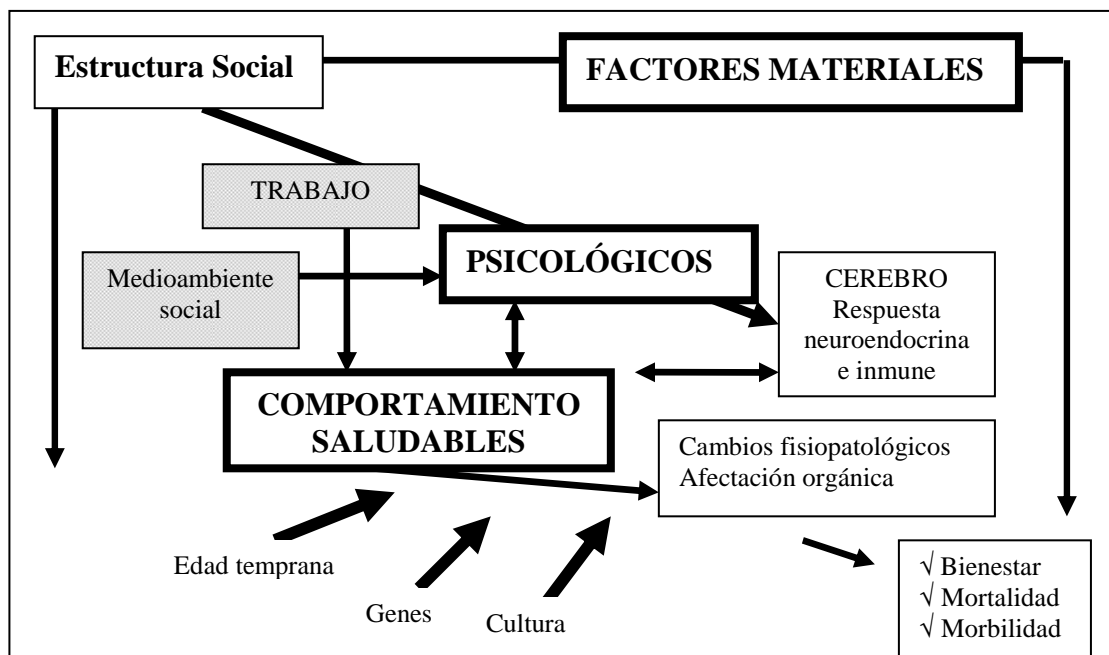 Estructura Social
FACTORES MATERIALES
TRABAJO
PSICOLÓGICOS
Medioambiente
social
CEREBRO
Respuesta
neuroendocrina
e inmune
COMPORTAMIENTO
SALUDABLES
Cambios fisiopatológicos
Afectación orgánica
Edad temprana
Genes
Cultura
√ Bienestar
√ Mortalidad
√ Morbilidad